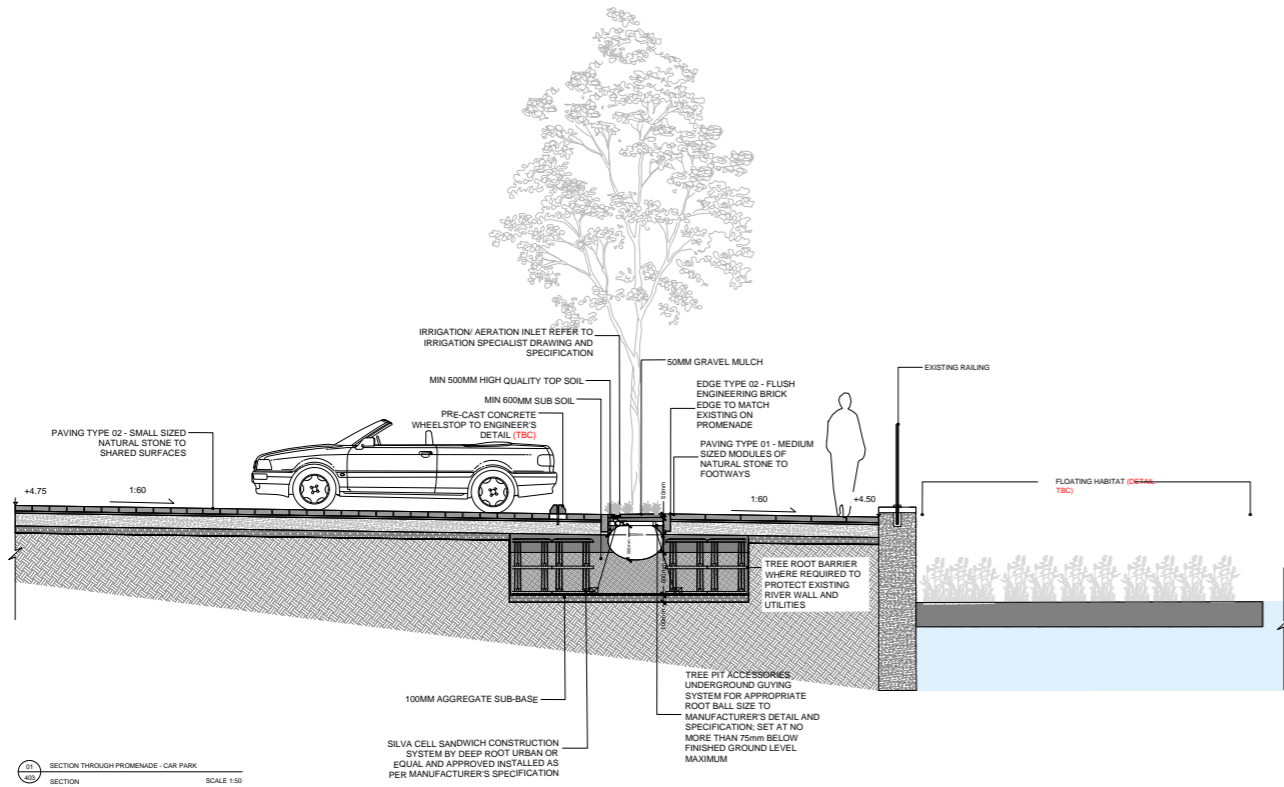 IRRIGATION/ AERATION INLET REFER TO
IRRIGATION SPECIALIST DRAWING AND
SPECIFICATION
50MM GRAVEL MULCH
EXISTING RAILING
MIN 500MM HIGH QUALITY TOP SOIL
EDGE TYPE 02 - FLUSH
ENGINEERING BRICK
EDGE TO MATCH
EXISTING ON
PROMENADE
MIN 600MM SUB SOIL
PRE-CAST CONCRETE
WHEELSTOP TO ENGINEER'S
DETAIL (TBC)
PAVING TYPE 02 - SMALL SIZED
NATURAL STONE TO
SHARED SURFACES
PAVING TYPE 01 - MEDIUM
SIZED MODULES OF
NATURAL STONE TO
FOOTWAYS
+4.75
1:60
50mm
1:60
+4.50
FLOATING HABITAT (DETAIL
TBC)
TREE ROOT BARRIER
WHERE REQUIRED TO
PROTECT EXISTING
RIVER WALL AND
UTILITIES
100mm
100MM AGGREGATE SUB-BASE
TREE PIT ACCESSORIES
UNDERGROUND GUYING
SYSTEM FOR APPROPRIATE
ROOT BALL SIZE TO
MANUFACTURER'S DETAIL AND
SPECIFICATION; SET AT NO
MORE THAN 75mm BELOW
FINISHED GROUND LEVEL
MAXIMUM
SILVA CELL SANDWICH CONSTRUCTION
SYSTEM BY DEEP ROOT URBAN OR
EQUAL AND APPROVED INSTALLED AS
PER MANUFACTURER'S SPECIFICATION
01
403
SECTION THROUGH PROMENADE - CAR PARK
SECTION
SCALE 1:50